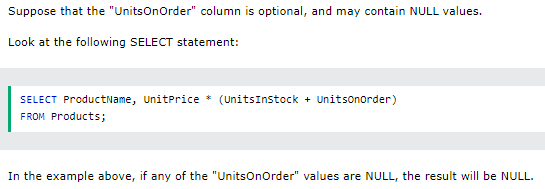 Suppose that the "UnitsOnOrder" column is optional, and may contain NULL values.
Look at the following SELECT statement:
SELECT ProductName, UnitPrice * (UnitsInStock + UnitsOnOrder)
FROM Products;
In the example above, if any of the "UnitsOnOrder" values are NULL, the result will be NULL.